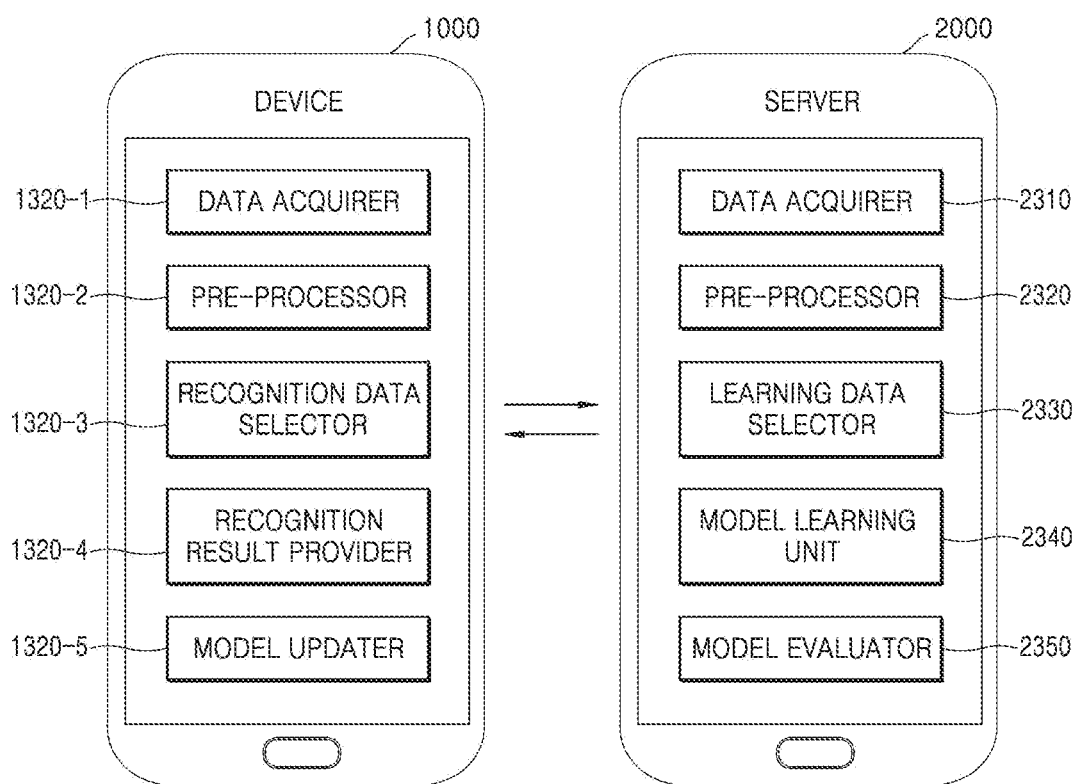 1000
2000
DEVICE
SERVER
1320-1
DATA ACQUIRER
1320-2
PRE-PROCESSOR
1320-3
RECOGNITION DATA
SELECTOR
1320-4
RECOGNITION
RESULT PROVIDER
1320-5
MODEL UPDATER
DATA ACQUIRER
2310
PRE-PROCESSOR
2320
LEARNING DATA
SELECTOR
2330
MODEL LEARNING
UNIT
2340
MODEL EVALUATOR
2350